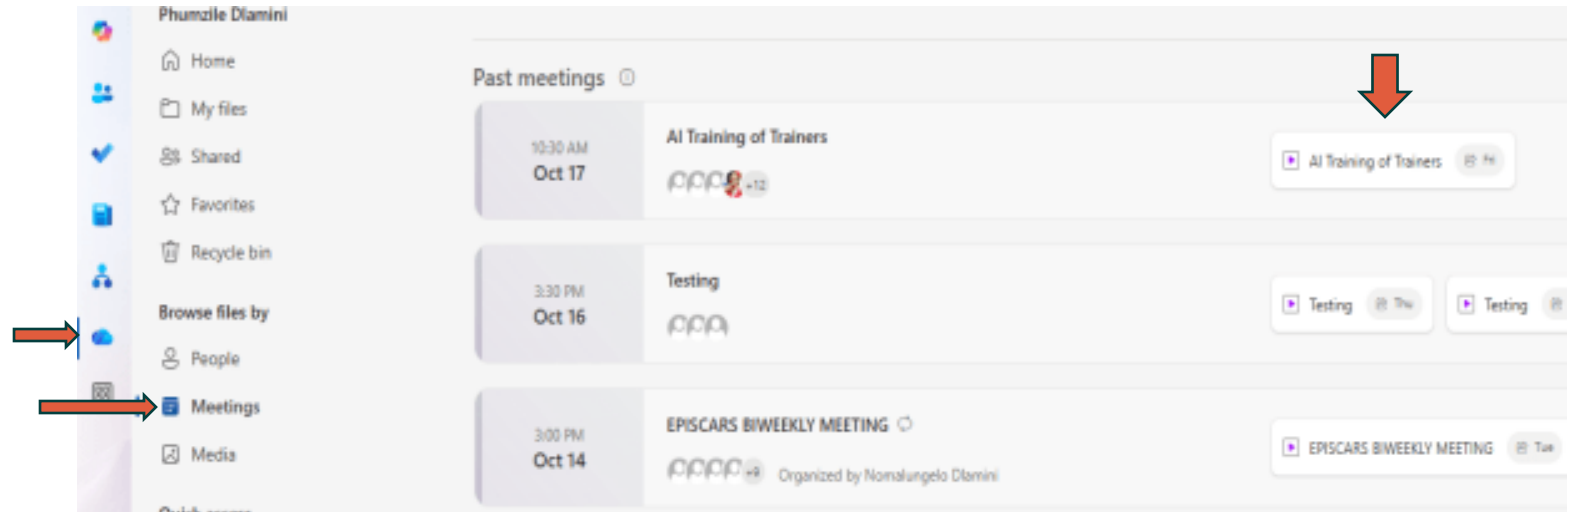 Phumzile Dlamini
Home
My files
Shared
Favorites
Recycle bin
Browse files by
People
Meetings
Media
Past meetings
10:30 AM
Oct 17
AI Training of Trainers
+12
AI Training of Trainers Fri
3:30 PM
Oct 16
Testing
Testing Thu
Testing
3:00 PM
Oct 14
EPISCARS BIWEEKLY MEETING
+9 Organized by Nomalungelo Dlamini
EPISCARS BIWEEKLY MEETING Tue